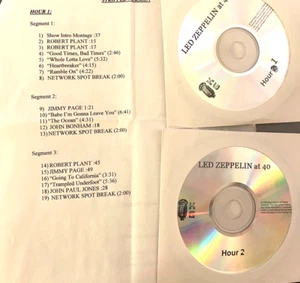 HOUR 1:
Segment 1:
1) Show Intro Montage :37
2) ROBERT PLANT :15
3) ROBERT PLANT :17
4) "Good Times, Bad Times" (2:46)
5) "Whole Lotta Love" (5:33)
6) "Heartbreaker" (4:15)
7) "Ramble On" (4:22)
8) NETWORK SPOT BREAK (2:00)
Segment 2:
9) JIMMY PAGE 1:21
10) "Babe I'm Gonna Leave You" (6:41)
11) "The Ocean" (4:31)
12) JOHN BONHAM :18
13) NETWORK SPOT BREAK (2:00)
Segment 3:
14) ROBERT PLANT :45
15) JIMMY PAGE :49
16) "Going To California" (3:31)
17) "Trampled Underfoot" (5:36)
18) JOHN PAUL JONES :28
19) NETWORK SPOT BREAK (2:00)
LED ZEPPELIN at 40
Hour 1
LED ZEPPELIN at 40
Hour 2